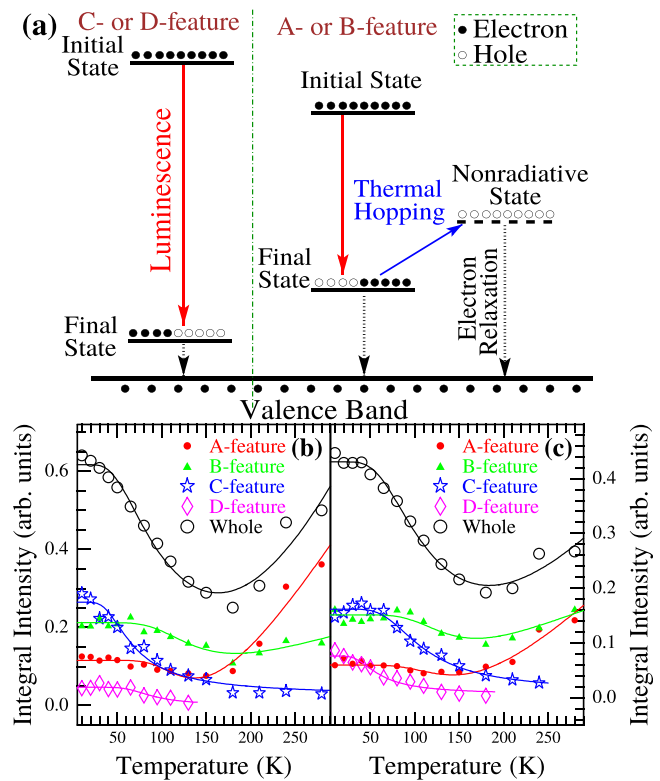 (a)
C- or D-feature
A- or B-feature
Electron
Hole
Initial
State
Initial State
Luminescence
Thermal
Hopping
Nonradiative
State
Final
State
Electron
Relaxation
Final
State
Valence Band
(b)
A-feature
B-feature
C-feature
D-feature
Whole
(c)
A-feature
B-feature
C-feature
D-feature
Whole
Integral Intensity (arb. units)
0.6
0.4
0.2
0.0
50 100 150 200 250
Temperature (K)
50 100 150 200 250
Temperature (K)
0.4
0.3
0.2
0.1
0.0
Integral Intensity (arb. units)